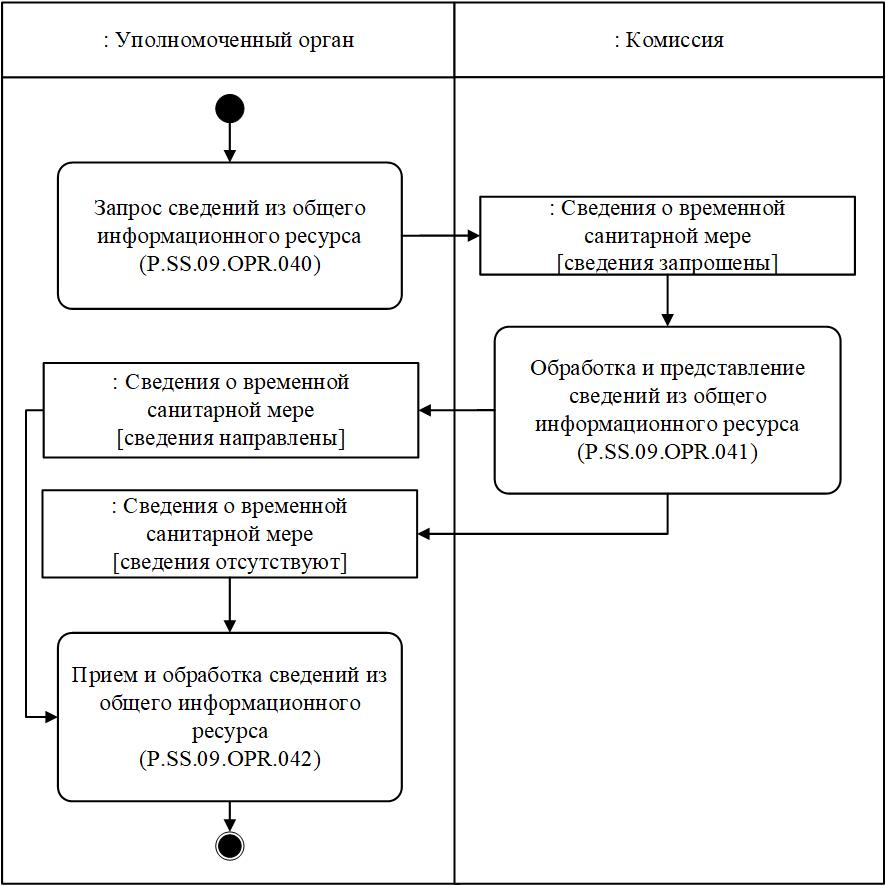 : Уполномоченный орган
: Комиссия
Запрос сведений из общего
информационного ресурса
(P.SS.09.OPR.040)
: Сведения о временной
санитарной мере
[сведения запрошены]
Обработка и представление
сведений из общего
информационного ресурса
(P.SS.09.OPR.041)
: Сведения о временной
санитарной мере
[сведения направлены]
: Сведения о временной
санитарной мере
[сведения отсутствуют]
Прием и обработка сведений из
общего информационного
ресурса
(P.SS.09.OPR.042)